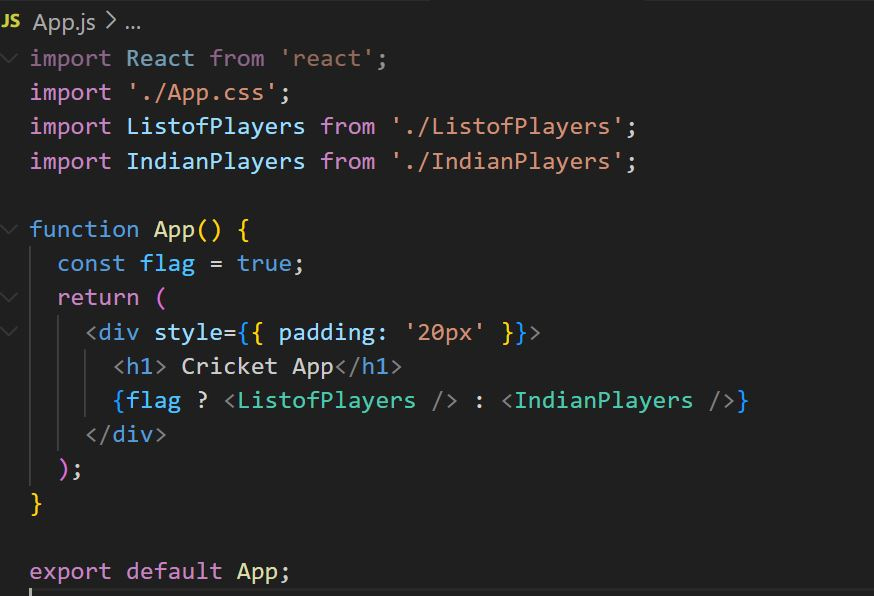 JS App.js > ...
import React from 'react';
import './App.css';
import ListofPlayers from './ListofPlayers';
import IndianPlayers from './IndianPlayers';
function App() {
  const flag = true;
  return (
    <div style={{ padding: '20px' }}>
      <h1> Cricket App</h1>
      {flag ? <ListofPlayers /> : <IndianPlayers />}
    </div>
  );
}
export default App;